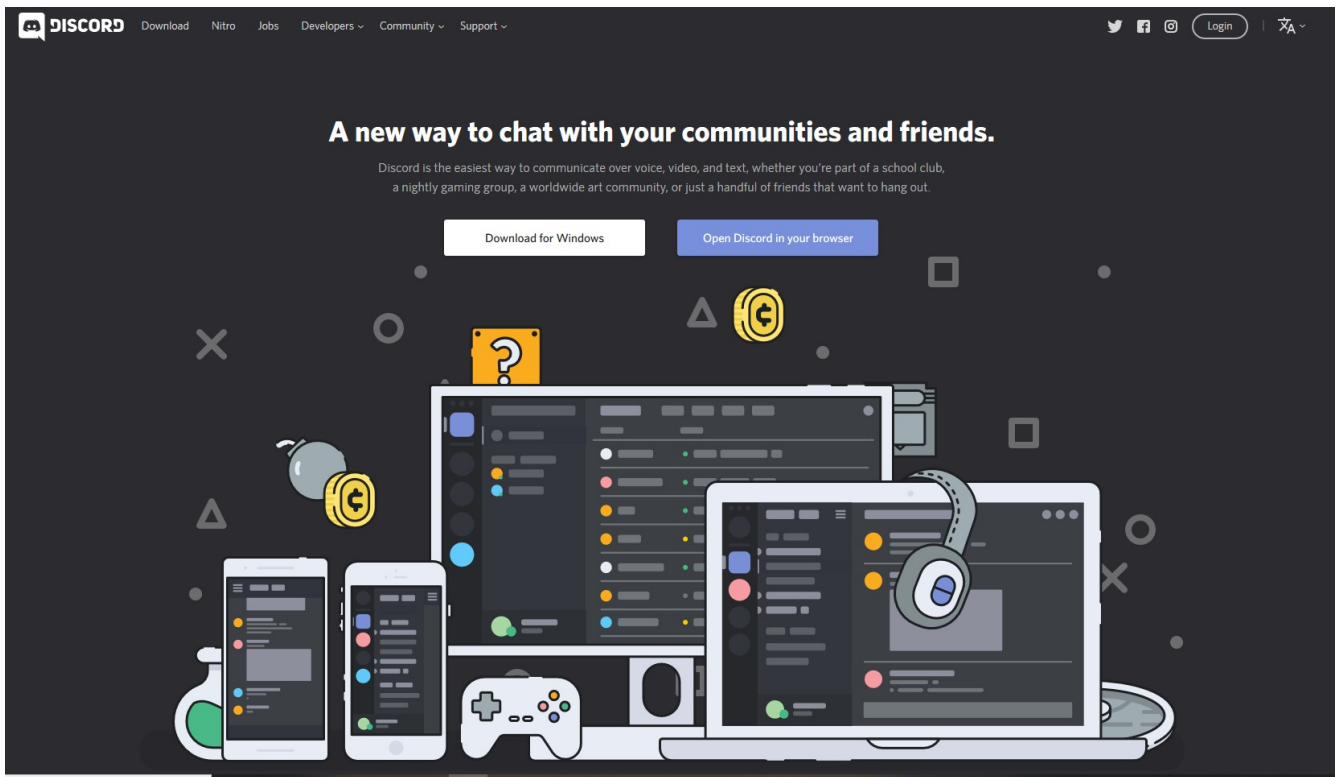 DISCORD Download Nitro Jobs Developers Community Support Login
A new way to chat with your communities and friends.
Discord is the easiest way to communicate over voice, video, and text, whether you're part of a school club,
a nightly gaming group, a worldwide art community, or just a handful of friends that want to hang out.
Download for Windows Open Discord in your browser